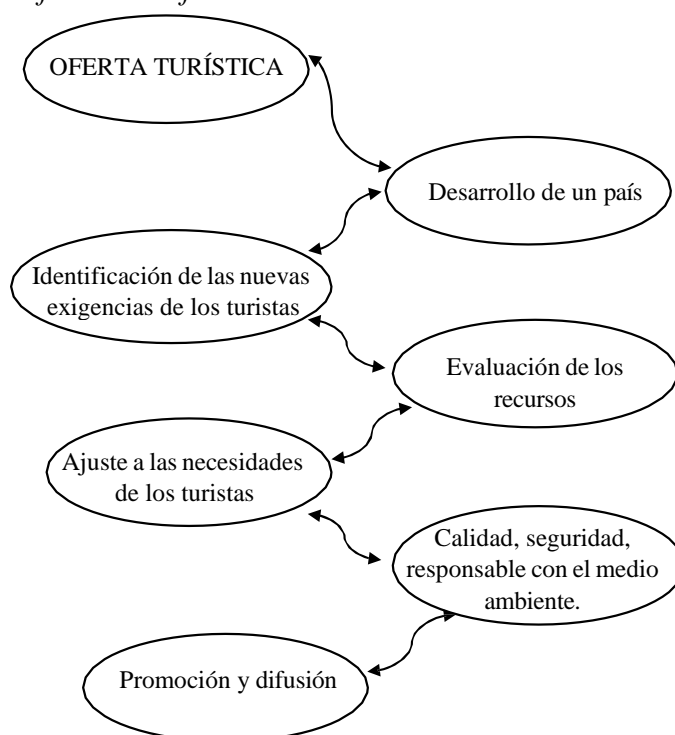 OFERTA TURÍSTICA
Desarrollo de un país
Identificación de las nuevas
exigencias de los turistas
Evaluación de los
recursos
Ajuste a las necesidades
de los turistas
Calidad, seguridad,
responsable con el medio
ambiente.
Promoción y difusión